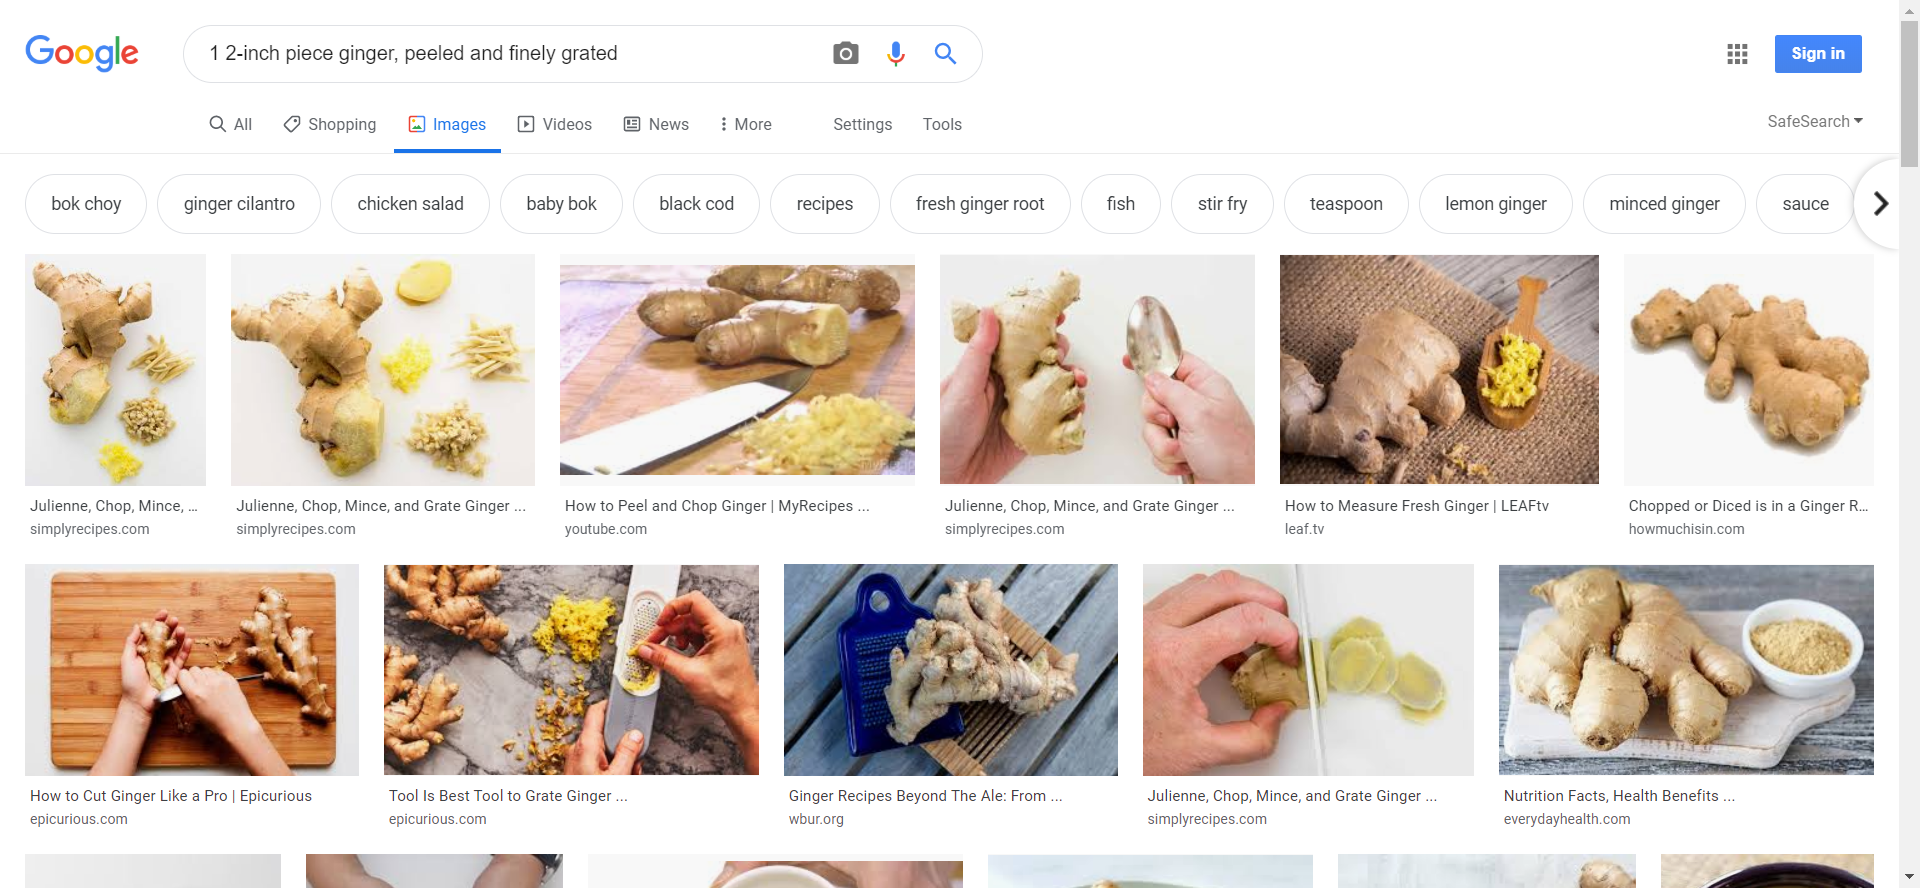 Google
1 2-inch piece ginger, peeled and finely grated
Sign in
All
Shopping
Images
Videos
News
More
Settings
Tools
SafeSearch
bok choy
ginger cilantro
chicken salad
baby bok
black cod
recipes
fresh ginger root
fish
stir fry
teaspoon
lemon ginger
minced ginger
sauce
Julienne, Chop, Mince, ...
simplyrecipes.com
Julienne, Chop, Mince, and Grate Ginger ...
simplyrecipes.com
How to Peel and Chop Ginger | MyRecipes ...
youtube.com
Julienne, Chop, Mince, and Grate Ginger ...
simplyrecipes.com
How to Measure Fresh Ginger | LEAFtv
leaf.tv
Chopped or Diced is in a Ginger R...
howmuchisin.com
How to Cut Ginger Like a Pro | Epicurious
epicurious.com
Tool Is Best Tool to Grate Ginger ...
epicurious.com
Ginger Recipes Beyond The Ale: From ...
wbur.org
Julienne, Chop, Mince, and Grate Ginger ...
simplyrecipes.com
Nutrition Facts, Health Benefits ...
everydayhealth.com